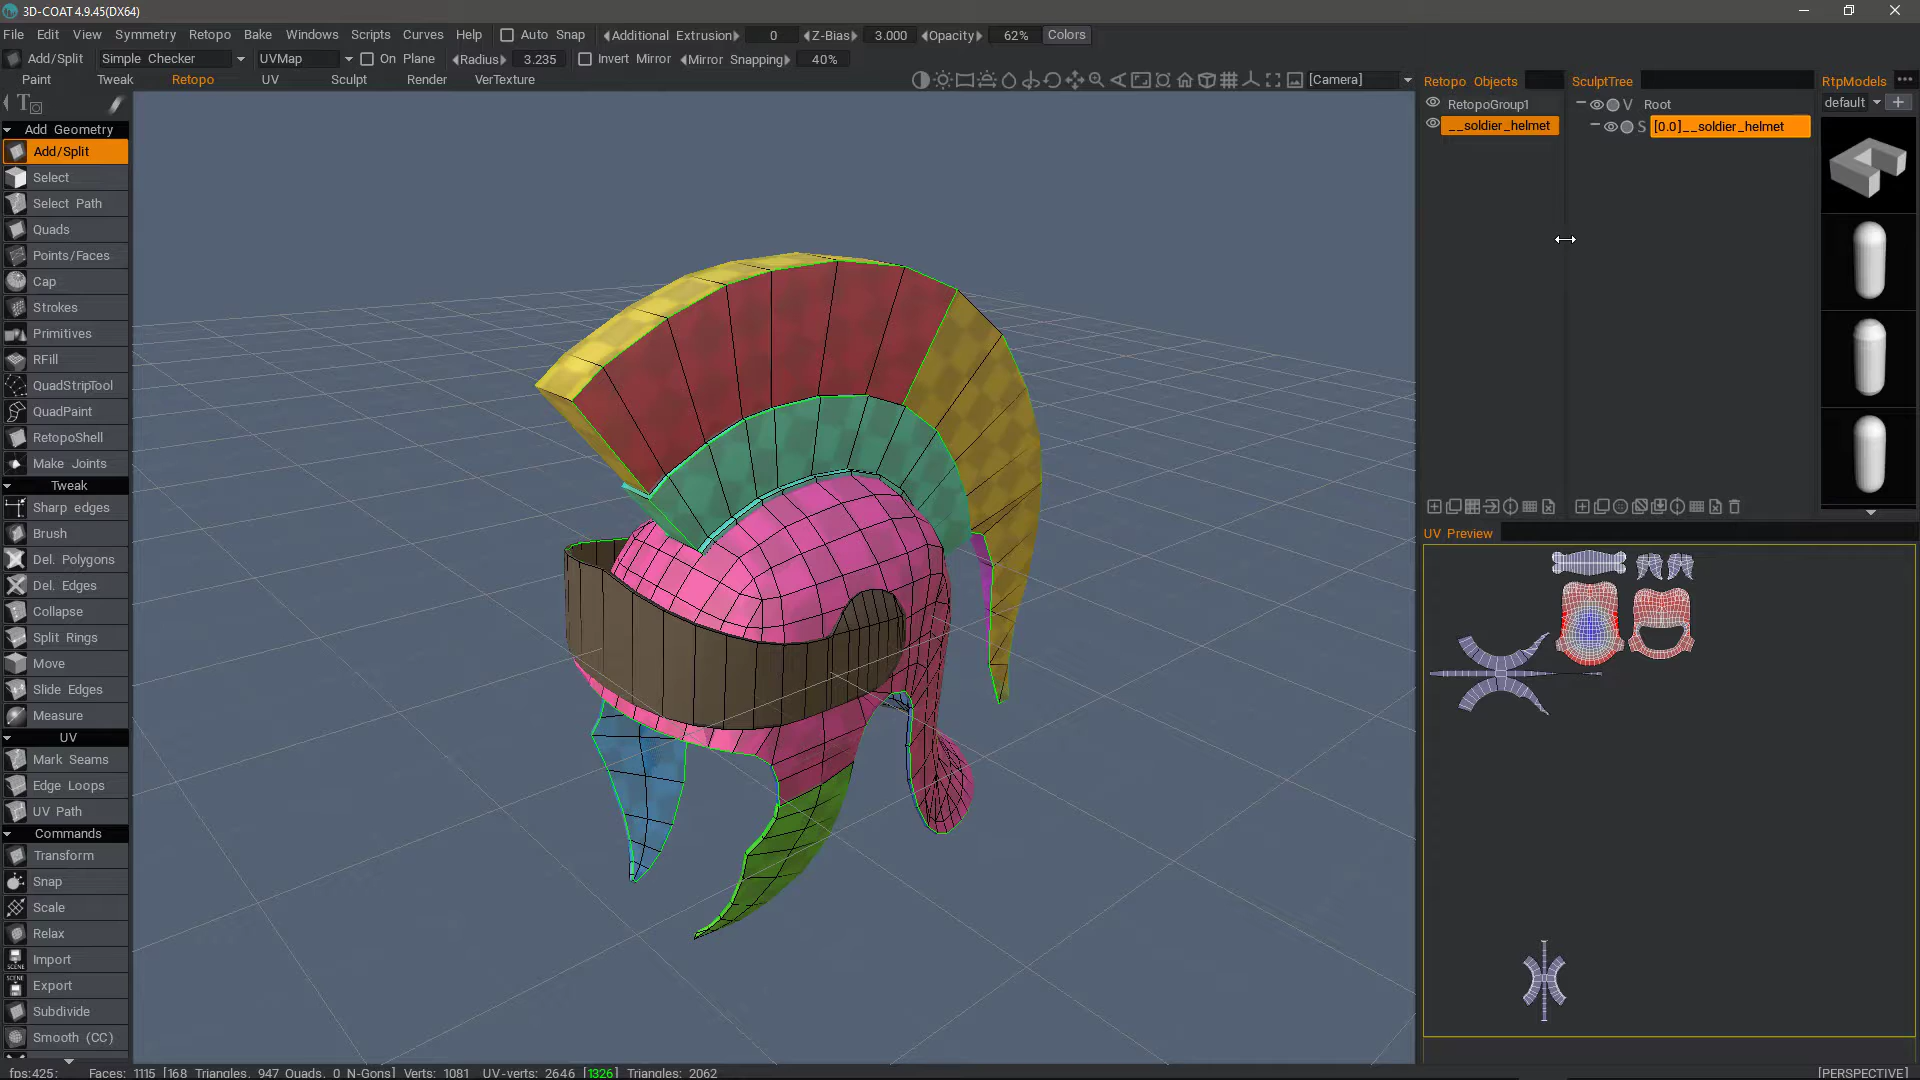 3D-COAT 4.9.45(DX64)
File Edit View Symmetry Retopo Bake Windows Scripts Curves Help Auto Snap Additional Extrusion 0 Z-Bias 3.000 Opacity 62% Colors
Add/Split Simple Checker UVMap On Plane Radius 3.235 Invert Mirror Mirror Snapping 40%
Paint Tweak Retopo UV Sculpt Render VerTexture [Camera] Retopo Objects SculptTree RtpModels
RetopoGroup1 V Root default
__soldier_helmet S [0.0]__soldier_helmet
Add Geometry
Add/Split
Select
Select Path
Quads
Points/Faces
Cap
Strokes
Primitives
RFill
QuadStripTool
QuadPaint
RetopoShell
Make Joints
Tweak
Sharp edges
Brush
Del. Polygons
Del. Edges
Collapse
Split Rings
Move
Slide Edges
Measure
UV
Mark Seams
Edge Loops
UV Path
Commands
Transform
Snap
Scale
Relax
SCENE Import
SCENE Export
Subdivide
Smooth (CC)
UV Preview
fps:425: Faces: 1115 [168 Triangles, 947 Quads, 0 N-Gons] Verts: 1081 UV-verts: 2646 [1326] Triangles: 2062 [PERSPECTIVE]